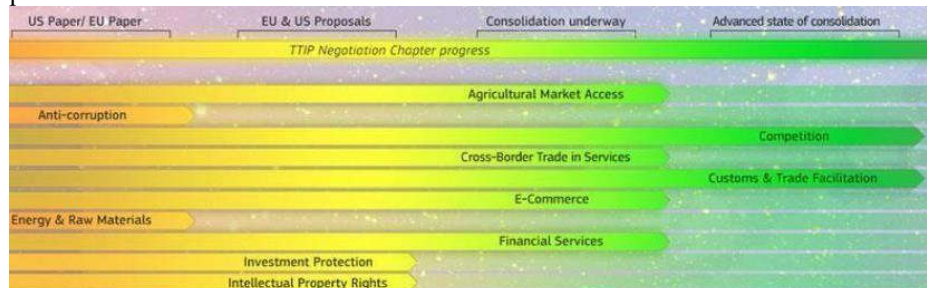 US Paper/ EU Paper EU & US Proposals Consolidation underway Advanced state of consolidation
TTIP Negotiation Chapter progress
Agricultural Market Access
Anti-corruption
Competition
Cross-Border Trade in Services
Customs & Trade Facilitation
E-Commerce
Energy & Raw Materials
Financial Services
Investment Protection
Intellectual Property Rights